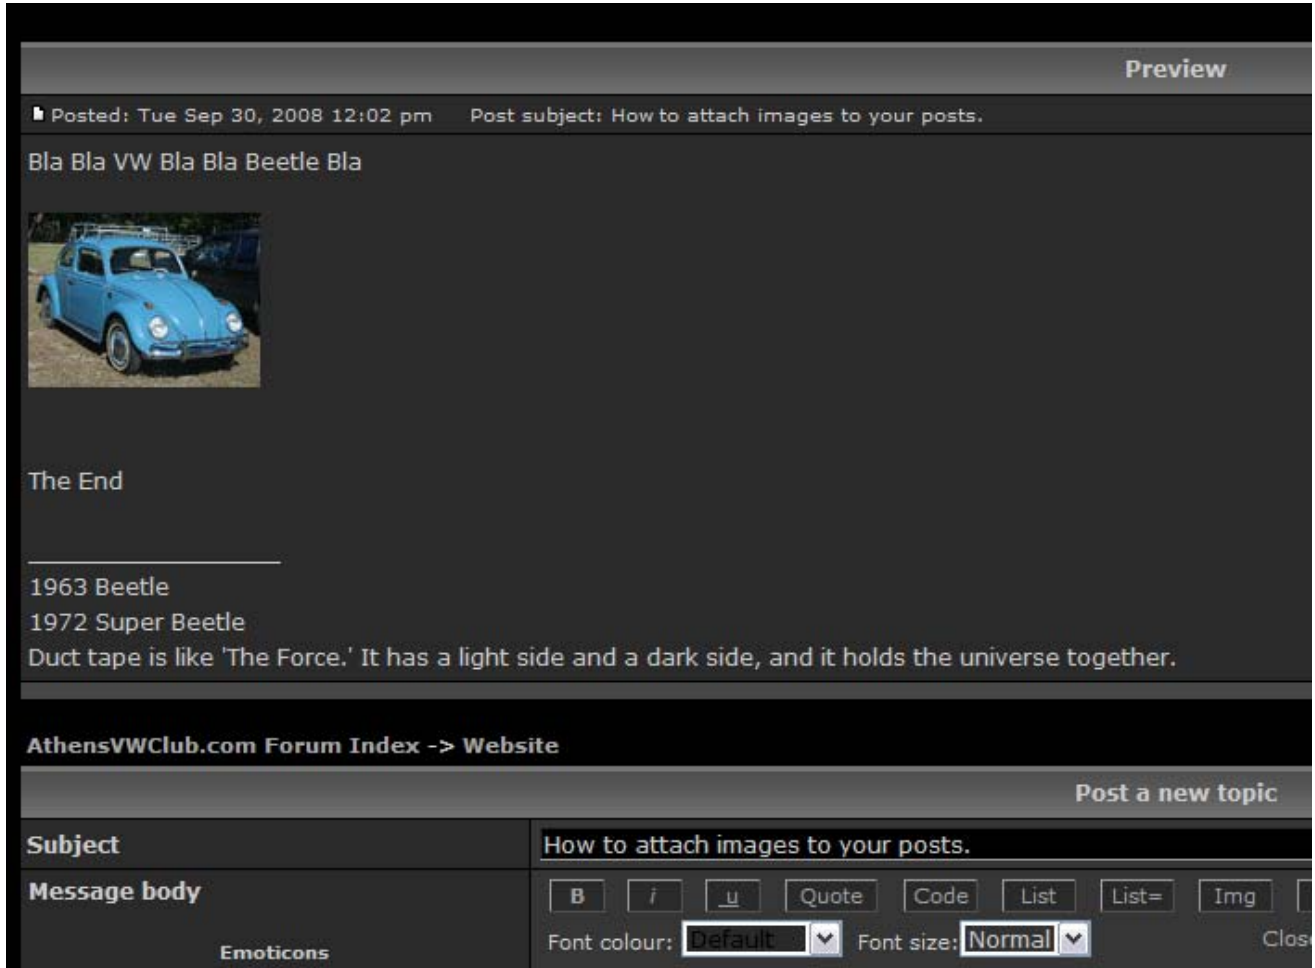 Preview
Posted: Tue Sep 30, 2008 12:02 pm Post subject: How to attach images to your posts.
Bla Bla VW Bla Bla Beetle Bla
The End
1963 Beetle
1972 Super Beetle
Duct tape is like 'The Force.' It has a light side and a dark side, and it holds the universe together.
AthensVWClub.com Forum Index -> Website
Post a new topic
Subject How to attach images to your posts.
Message body B i u Quote Code List List= Img
Font colour: Default Font size: Normal Close
Emoticons